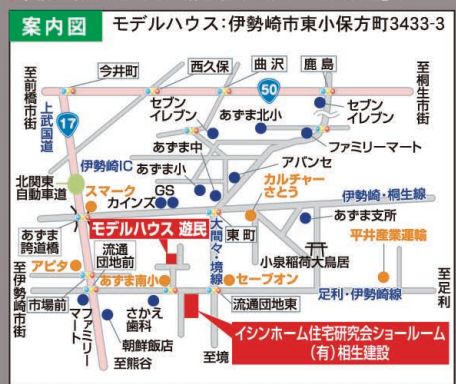 案内図
モデルハウス:伊勢崎市東小保方町3433-3
至前橋市街
今井町
西久保
曲沢
鹿島
至桐生市街
50
上武国道
17
セブン
イレブン
あずま北小
セブン
イレブン
あずま中
ファミリーマート
伊勢崎IC
あずま小
アバンセ
北関東
自動車道
スマーク
GS
カインズ
カルチャー
さとう
伊勢崎・桐生線
モデルハウス 遊民
大間々・境線
東町
あずま支所
あずま
跨道橋
小泉稲荷大鳥居
平井産業運輸
アピタ
流通
団地前
あずま南小
セーブオン
足利・伊勢崎線
至伊勢崎市街
至足利
市場前
流通団地東
ファミリー
マート
さかえ
歯科
朝鮮飯店
イシンホーム住宅研究会ショールーム
(有)相生建設
至熊谷
至境